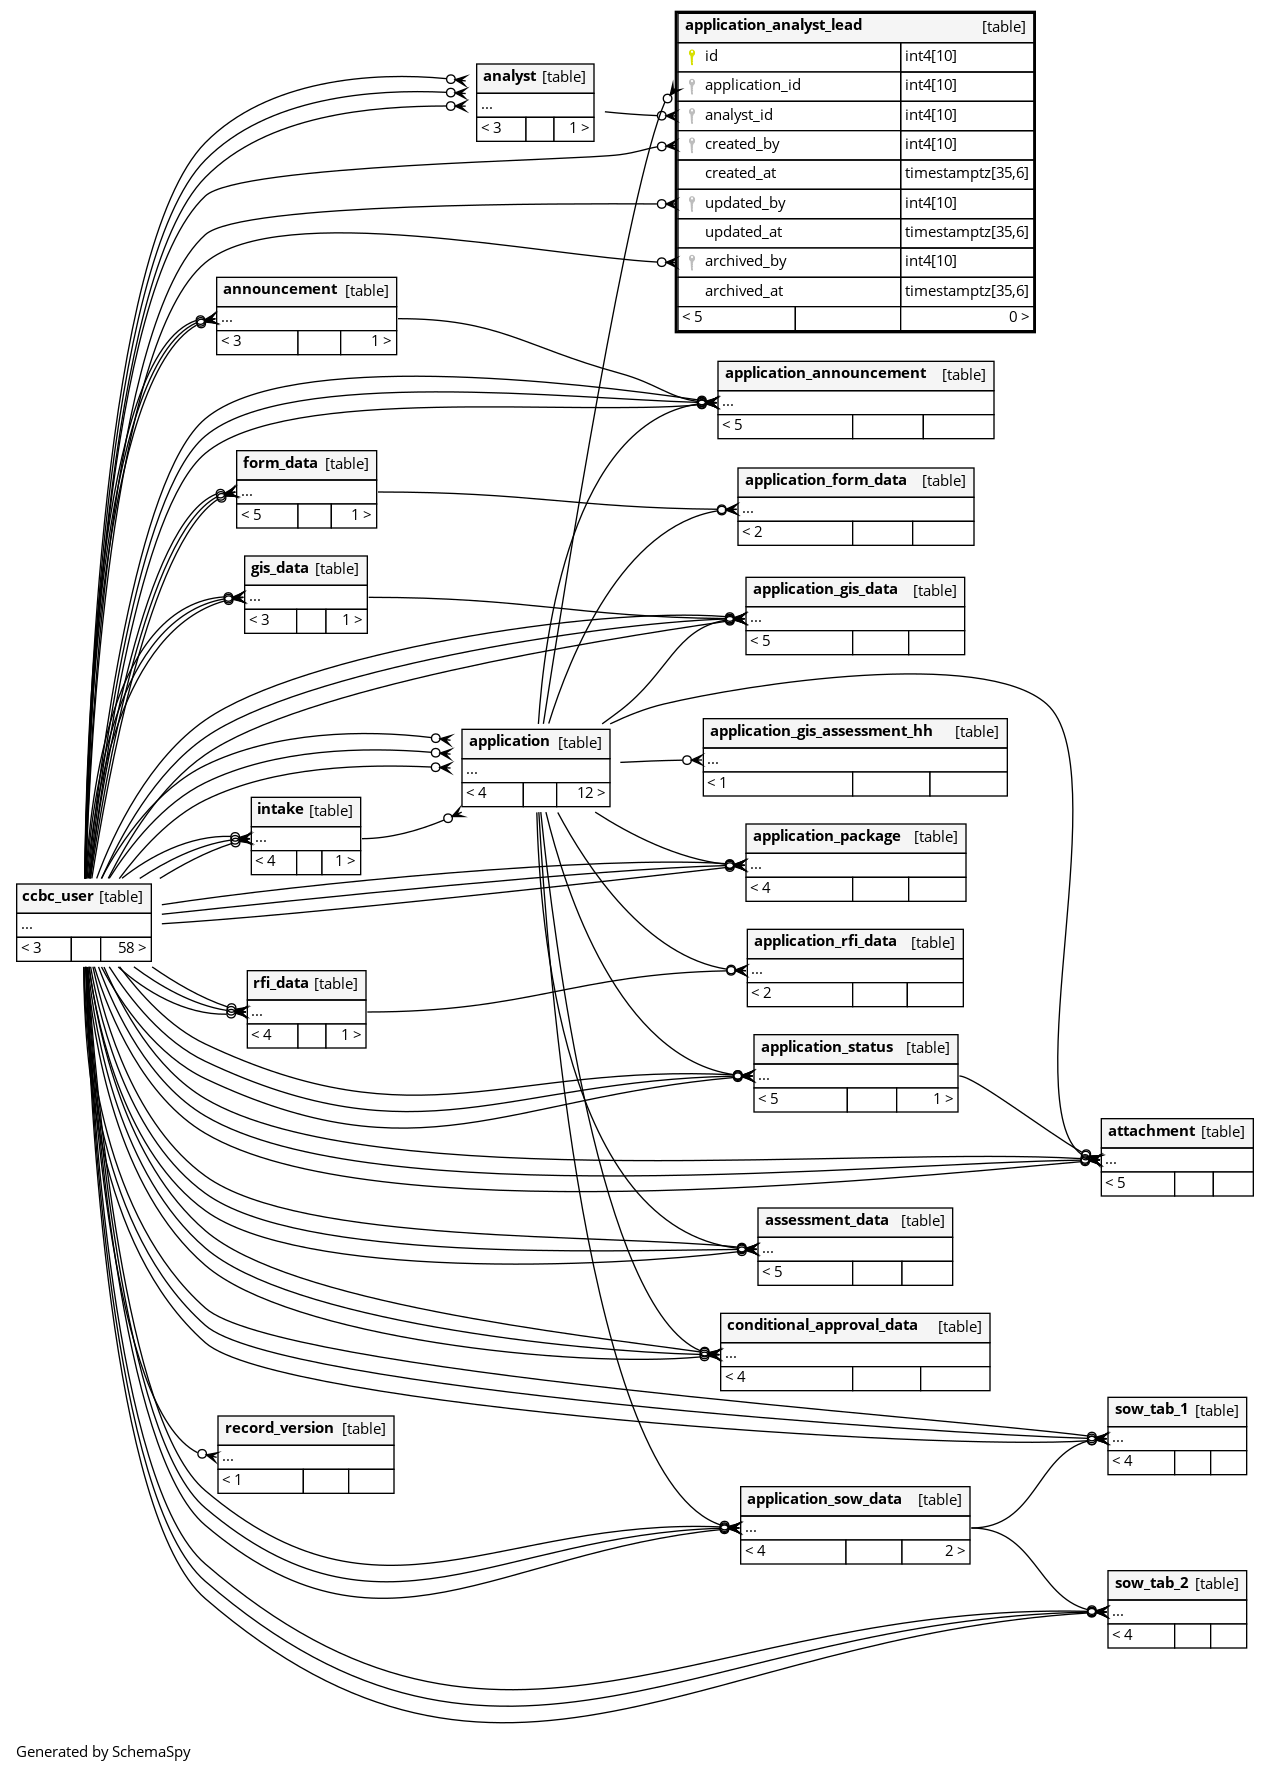 application_analyst_lead [table]
id int4[10]
application_id int4[10]
analyst_id int4[10]
created_by int4[10]
created_at timestamptz[35,6]
updated_by int4[10]
updated_at timestamptz[35,6]
archived_by int4[10]
archived_at timestamptz[35,6]
< 5 0 >
analyst [table]
...
< 3 1 >
announcement [table]
...
< 3 1 >
application_announcement [table]
...
< 5
form_data [table]
...
< 5 1 >
application_form_data [table]
...
< 2
gis_data [table]
...
< 3 1 >
application_gis_data [table]
...
< 5
application [table]
...
< 4 12 >
application_gis_assessment_hh [table]
...
< 1
intake [table]
...
< 4 1 >
application_package [table]
...
< 4
ccbc_user [table]
...
< 3 58 >
application_rfi_data [table]
...
< 2
rfi_data [table]
...
< 4 1 >
application_status [table]
...
< 5 1 >
attachment [table]
...
< 5
assessment_data [table]
...
< 5
conditional_approval_data [table]
...
< 4
sow_tab_1 [table]
...
< 4
record_version [table]
...
< 1
application_sow_data [table]
...
< 4 2 >
sow_tab_2 [table]
...
< 4
Generated by SchemaSpy